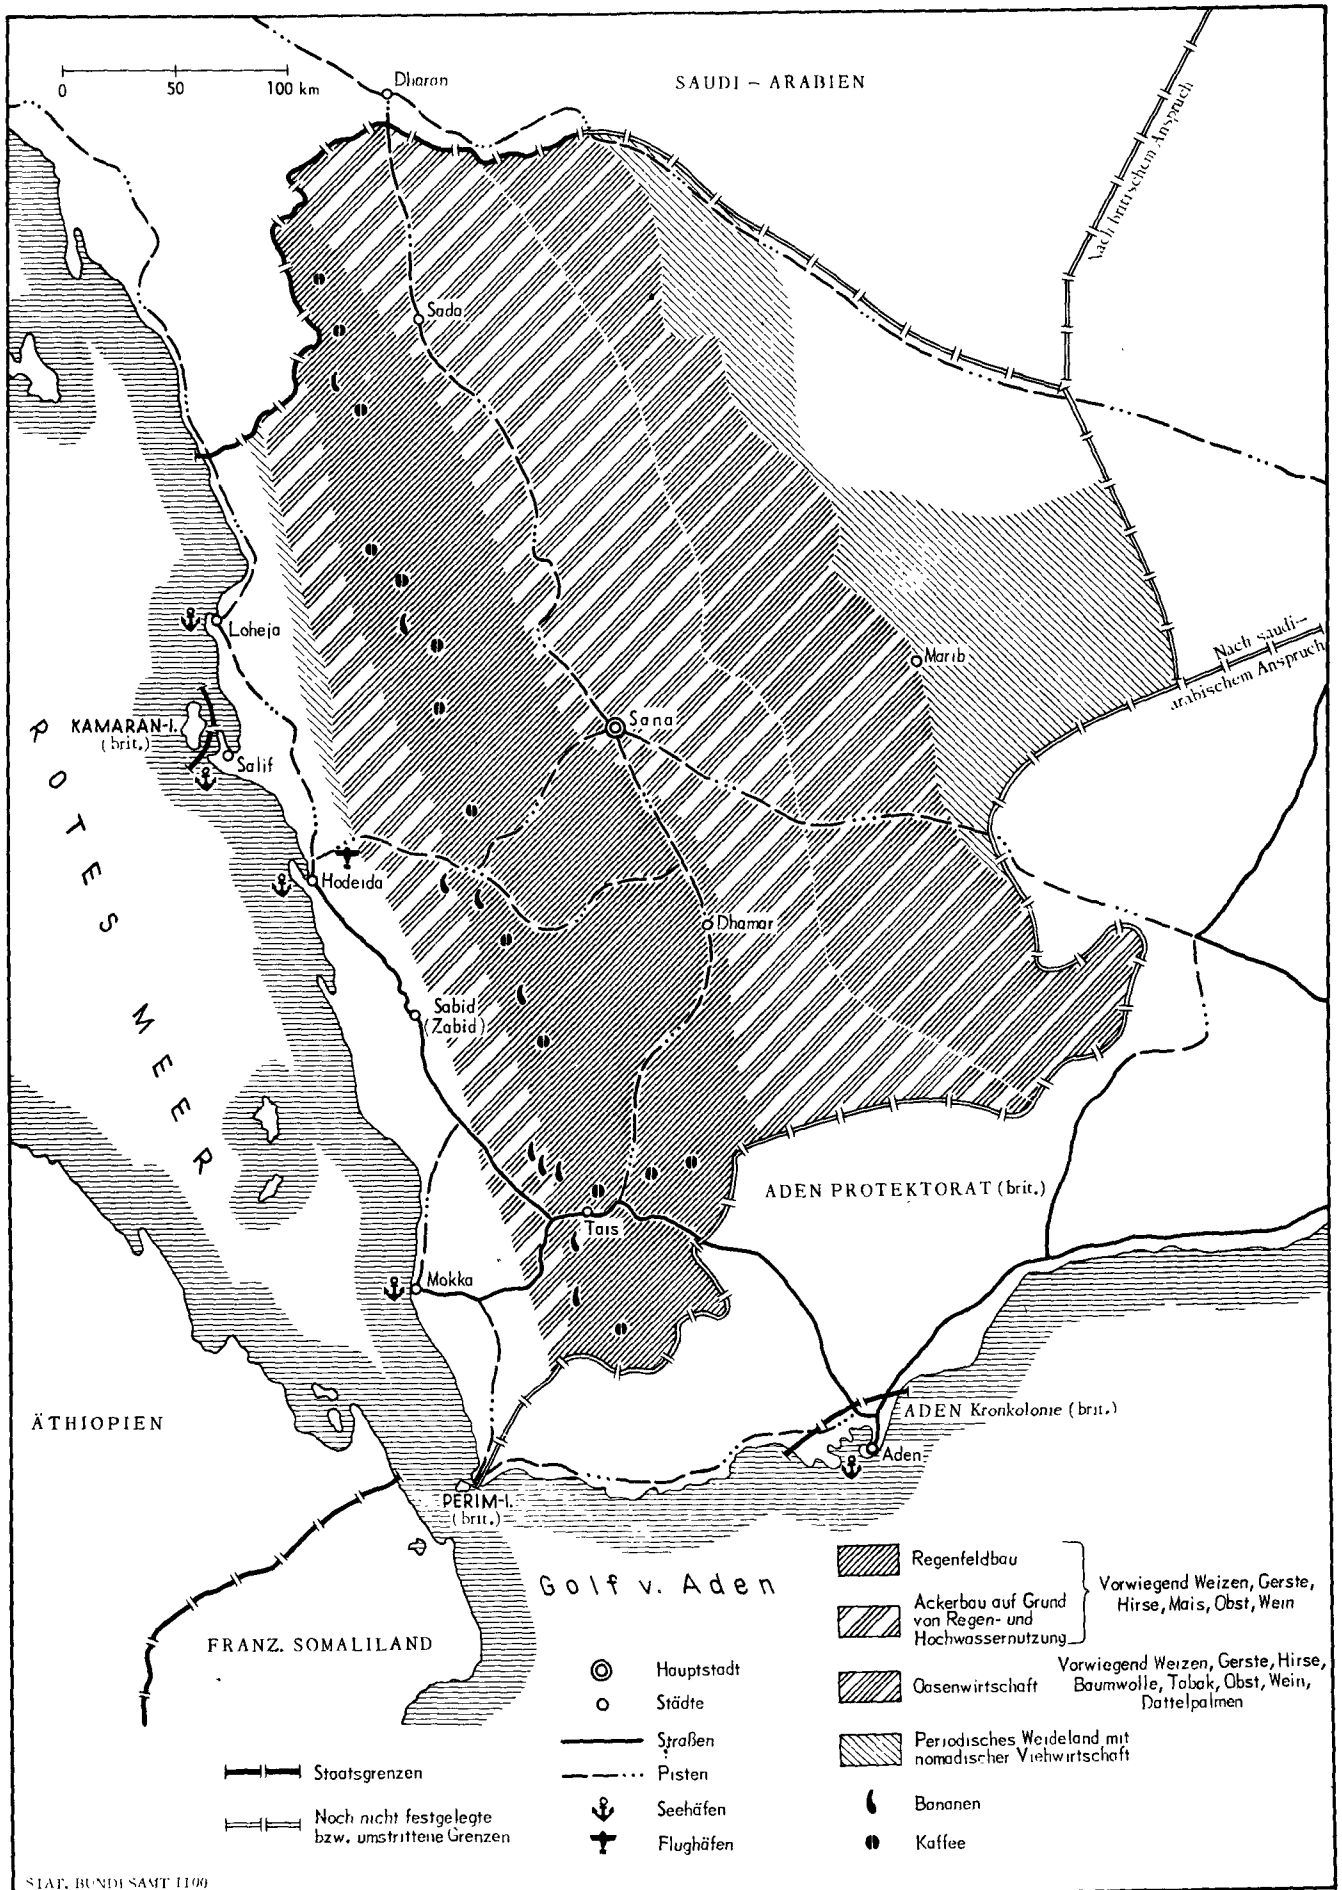 0 50 100 km
Dharan
SAUDI – ARABIEN
Nach britischem Anspruch
Sada
Loheja
Marib
Nach saudi-
arabischem Anspruch
KAMARAN-I.
(brit.)
Sana
Salif
ROTES MEER
Hodeida
Dhamar
Sabid
(Zabid)
ADEN PROTEKTORAT (brit.)
Tais
Mokka
ÄTHIOPIEN
ADEN Kronkolonie (brit.)
Aden
PERIM-I.
(brit.)
Golf v. Aden
FRANZ. SOMALILAND
Regenfeldbau
Ackerbau auf Grund
von Regen- und
Hochwassernutzung
Vorwiegend Weizen, Gerste,
Hirse, Mais, Obst, Wein
Oasenwirtschaft
Vorwiegend Weizen, Gerste, Hirse,
Baumwolle, Tabak, Obst, Wein,
Dattelpalmen
Periodisches Weideland mit
nomadischer Viehwirtschaft
Bananen
Kaffee
Hauptstadt
Städte
Straßen
Pisten
Seehäfen
Flughäfen
Staatsgrenzen
Noch nicht festgelegte
bzw. umstrittene Grenzen
STAT. BUNDESAMT 1100